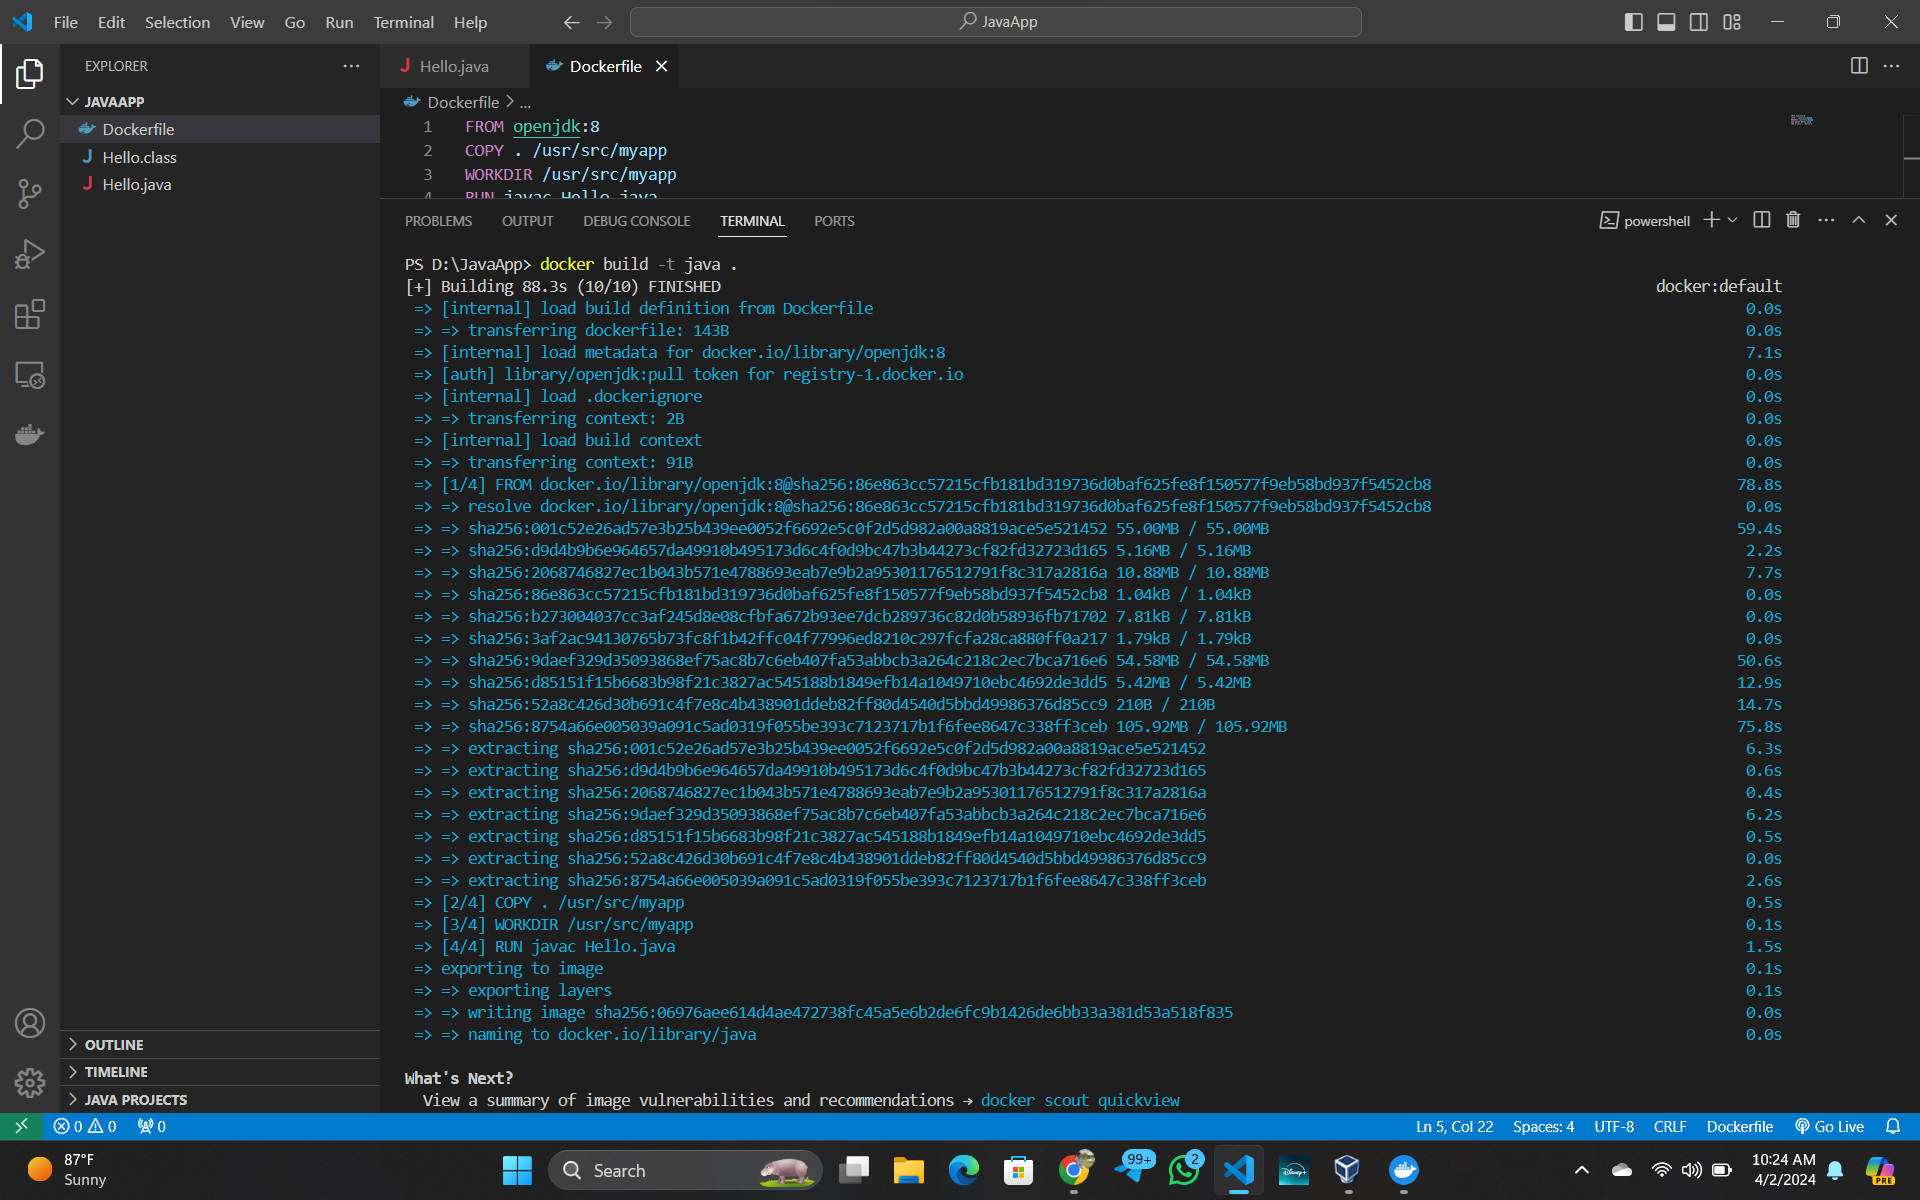 File Edit Selection View Go Run Terminal Help
JavaApp
EXPLORER
JAVAAPP
Dockerfile
Hello.class
Hello.java
Hello.java
Dockerfile
Dockerfile > ...
1 FROM openjdk:8
2 COPY . /usr/src/myapp
3 WORKDIR /usr/src/myapp
4 RUN javac Hello.java
PROBLEMS OUTPUT DEBUG CONSOLE TERMINAL PORTS
powershell
PS D:\JavaApp> docker build -t java .
[+] Building 88.3s (10/10) FINISHED docker:default
=> [internal] load build definition from Dockerfile 0.0s
=> => transferring dockerfile: 143B 0.0s
=> [internal] load metadata for docker.io/library/openjdk:8 7.1s
=> [auth] library/openjdk:pull token for registry-1.docker.io 0.0s
=> [internal] load .dockerignore 0.0s
=> => transferring context: 2B 0.0s
=> [internal] load build context 0.0s
=> => transferring context: 91B 0.0s
=> [1/4] FROM docker.io/library/openjdk:8@sha256:86e863cc57215cfb181bd319736d0baf625fe8f150577f9eb58bd937f5452cb8 78.8s
=> => resolve docker.io/library/openjdk:8@sha256:86e863cc57215cfb181bd319736d0baf625fe8f150577f9eb58bd937f5452cb8 0.0s
=> => sha256:001c52e26ad57e3b25b439ee0052f6692e5c0f2d5d982a00a8819ace5e521452 55.00MB / 55.00MB 59.4s
=> => sha256:d9d4b9b6e964657da49910b495173d6c4f0d9bc47b3b44273cf82fd32723d165 5.16MB / 5.16MB 2.2s
=> => sha256:2068746827ec1b043b571e4788693eab7e9b2a95301176512791f8c317a2816a 10.88MB / 10.88MB 7.7s
=> => sha256:86e863cc57215cfb181bd319736d0baf625fe8f150577f9eb58bd937f5452cb8 1.04kB / 1.04kB 0.0s
=> => sha256:b273004037cc3af245d8e08cfbfa672b93ee7dcb289736c82d0b58936fb71702 7.81kB / 7.81kB 0.0s
=> => sha256:3af2ac94130765b73fc8f1b42ffc04f77996ed8210c297fcfa28ca880ff0a217 1.79kB / 1.79kB 0.0s
=> => sha256:9daef329d35093868ef75ac8b7c6eb407fa53abbcb3a264c218c2ec7bca716e6 54.58MB / 54.58MB 50.6s
=> => sha256:d85151f15b6683b98f21c3827ac545188b1849efb14a1049710ebc4692de3dd5 5.42MB / 5.42MB 12.9s
=> => sha256:52a8c426d30b691c4f7e8c4b438901ddeb82ff80d4540d5bbd49986376d85cc9 210B / 210B 14.7s
=> => sha256:8754a66e005039a091c5ad0319f055be393c7123717b1f6fee8647c338ff3ceb 105.92MB / 105.92MB 75.8s
=> => extracting sha256:001c52e26ad57e3b25b439ee0052f6692e5c0f2d5d982a00a8819ace5e521452 6.3s
=> => extracting sha256:d9d4b9b6e964657da49910b495173d6c4f0d9bc47b3b44273cf82fd32723d165 0.6s
=> => extracting sha256:2068746827ec1b043b571e4788693eab7e9b2a95301176512791f8c317a2816a 0.4s
=> => extracting sha256:9daef329d35093868ef75ac8b7c6eb407fa53abbcb3a264c218c2ec7bca716e6 6.2s
=> => extracting sha256:d85151f15b6683b98f21c3827ac545188b1849efb14a1049710ebc4692de3dd5 0.5s
=> => extracting sha256:52a8c426d30b691c4f7e8c4b438901ddeb82ff80d4540d5bbd49986376d85cc9 0.0s
=> => extracting sha256:8754a66e005039a091c5ad0319f055be393c7123717b1f6fee8647c338ff3ceb 2.6s
=> [2/4] COPY . /usr/src/myapp 0.5s
=> [3/4] WORKDIR /usr/src/myapp 0.1s
=> [4/4] RUN javac Hello.java 1.5s
=> exporting to image 0.1s
=> => exporting layers 0.1s
=> => writing image sha256:06976aee614d4ae472738fc45a5e6b2de6fc9b1426de6bb33a381d53a518f835 0.0s
=> => naming to docker.io/library/java 0.0s
What's Next?
View a summary of image vulnerabilities and recommendations → docker scout quickview
OUTLINE
TIMELINE
JAVA PROJECTS
0 0 0
Ln 5, Col 22 Spaces: 4 UTF-8 CRLF Dockerfile Go Live
87°F
Sunny
Search
99+
2
Disney+
10:24 AM
4/2/2024
PRE